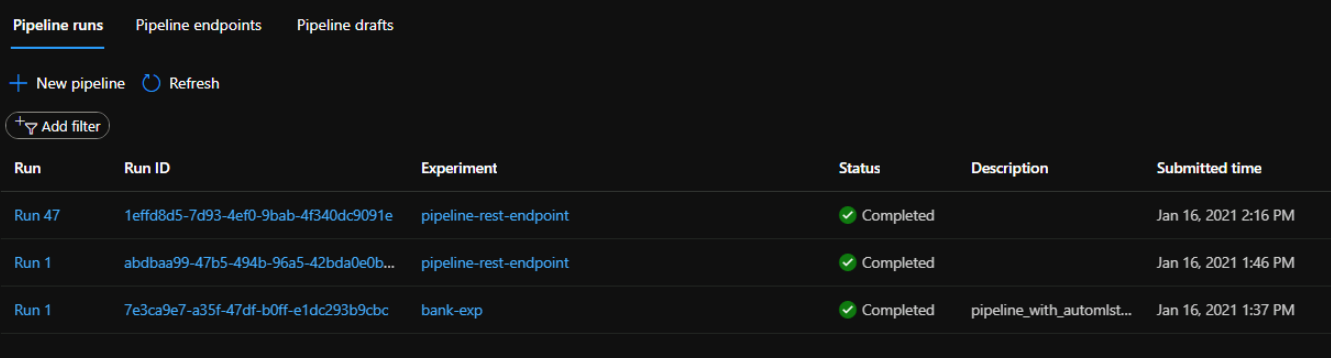 Pipeline runs Pipeline endpoints Pipeline drafts
New pipeline Refresh
Add filter
Run Run ID Experiment Status Description Submitted time
Run 47 1effd8d5-7d93-4ef0-9bab-4f340dc9091e pipeline-rest-endpoint Completed Jan 16, 2021 2:16 PM
Run 1 abdbaa99-47b5-494b-96a5-42bda0e0b... pipeline-rest-endpoint Completed Jan 16, 2021 1:46 PM
Run 1 7e3ca9e7-a35f-47df-b0ff-e1dc293b9cbc bank-exp Completed pipeline_with_automlst... Jan 16, 2021 1:37 PM